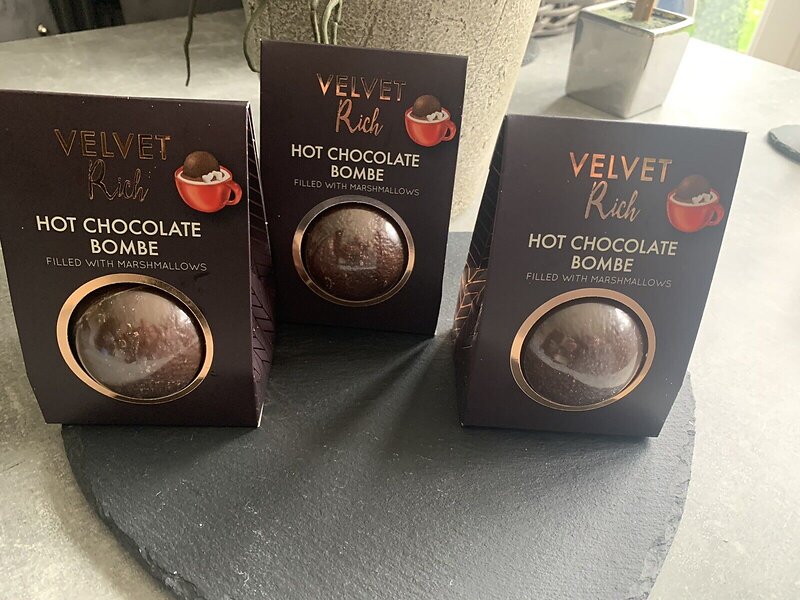 VELVET
Rich
HOT CHOCOLATE
BOMBE
FILLED WITH MARSHMALLOWS
VELVET
Rich
HOT CHOCOLATE
BOMBE
FILLED WITH MARSHMALLOWS
VELVET
Rich
HOT CHOCOLATE
BOMBE
FILLED WITH MARSHMALLOWS